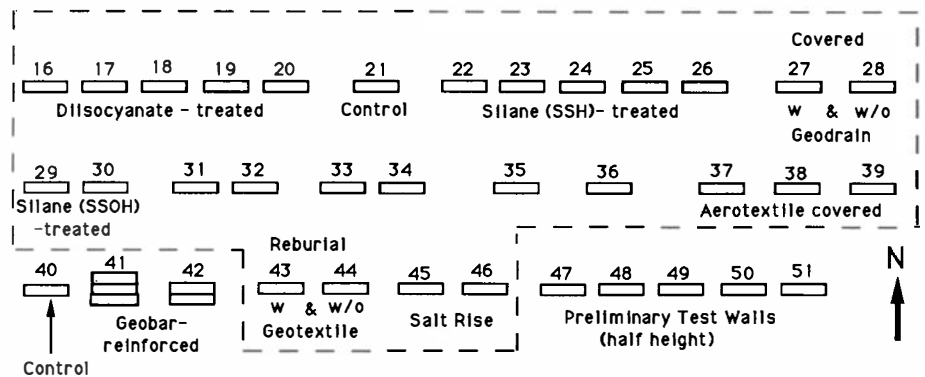 Covered
16 17 18 19 20 21 22 23 24 25 26 27 28
Diisocyanate - treated Control Silane (SSH)- treated W & W/o
Geodrain
29 30 31 32 33 34 35 36 37 38 39
Silane (SSOH) Aerotextile covered
-treated
Reburial
N
40 41 42 43 44 45 46 47 48 49 50 51
W & W/o
Geobar- Geotextile Salt Rise Preliminary Test Walls
reinforced (half height)
Control